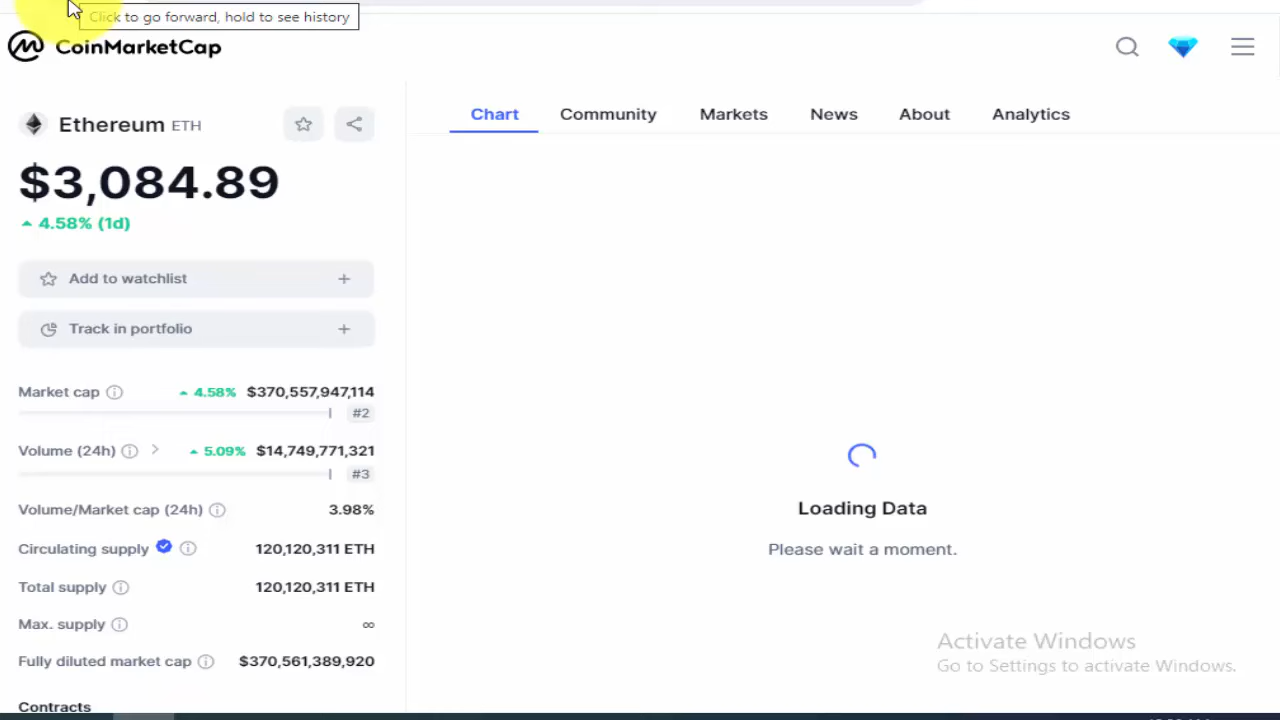 Click to go forward, hold to see history
CoinMarketCap
Ethereum ETH
$3,084.89
4.58% (1d)
Add to watchlist +
Track in portfolio +
Market cap 4.58% $370,557,947,114
#2
Volume (24h) 5.09% $14,749,771,321
#3
Volume/Market cap (24h) 3.98%
Circulating supply 120,120,311 ETH
Total supply 120,120,311 ETH
Max. supply ∞
Fully diluted market cap $370,561,389,920
Contracts
Chart Community Markets News About Analytics
Loading Data
Please wait a moment.
Activate Windows
Go to Settings to activate Windows.